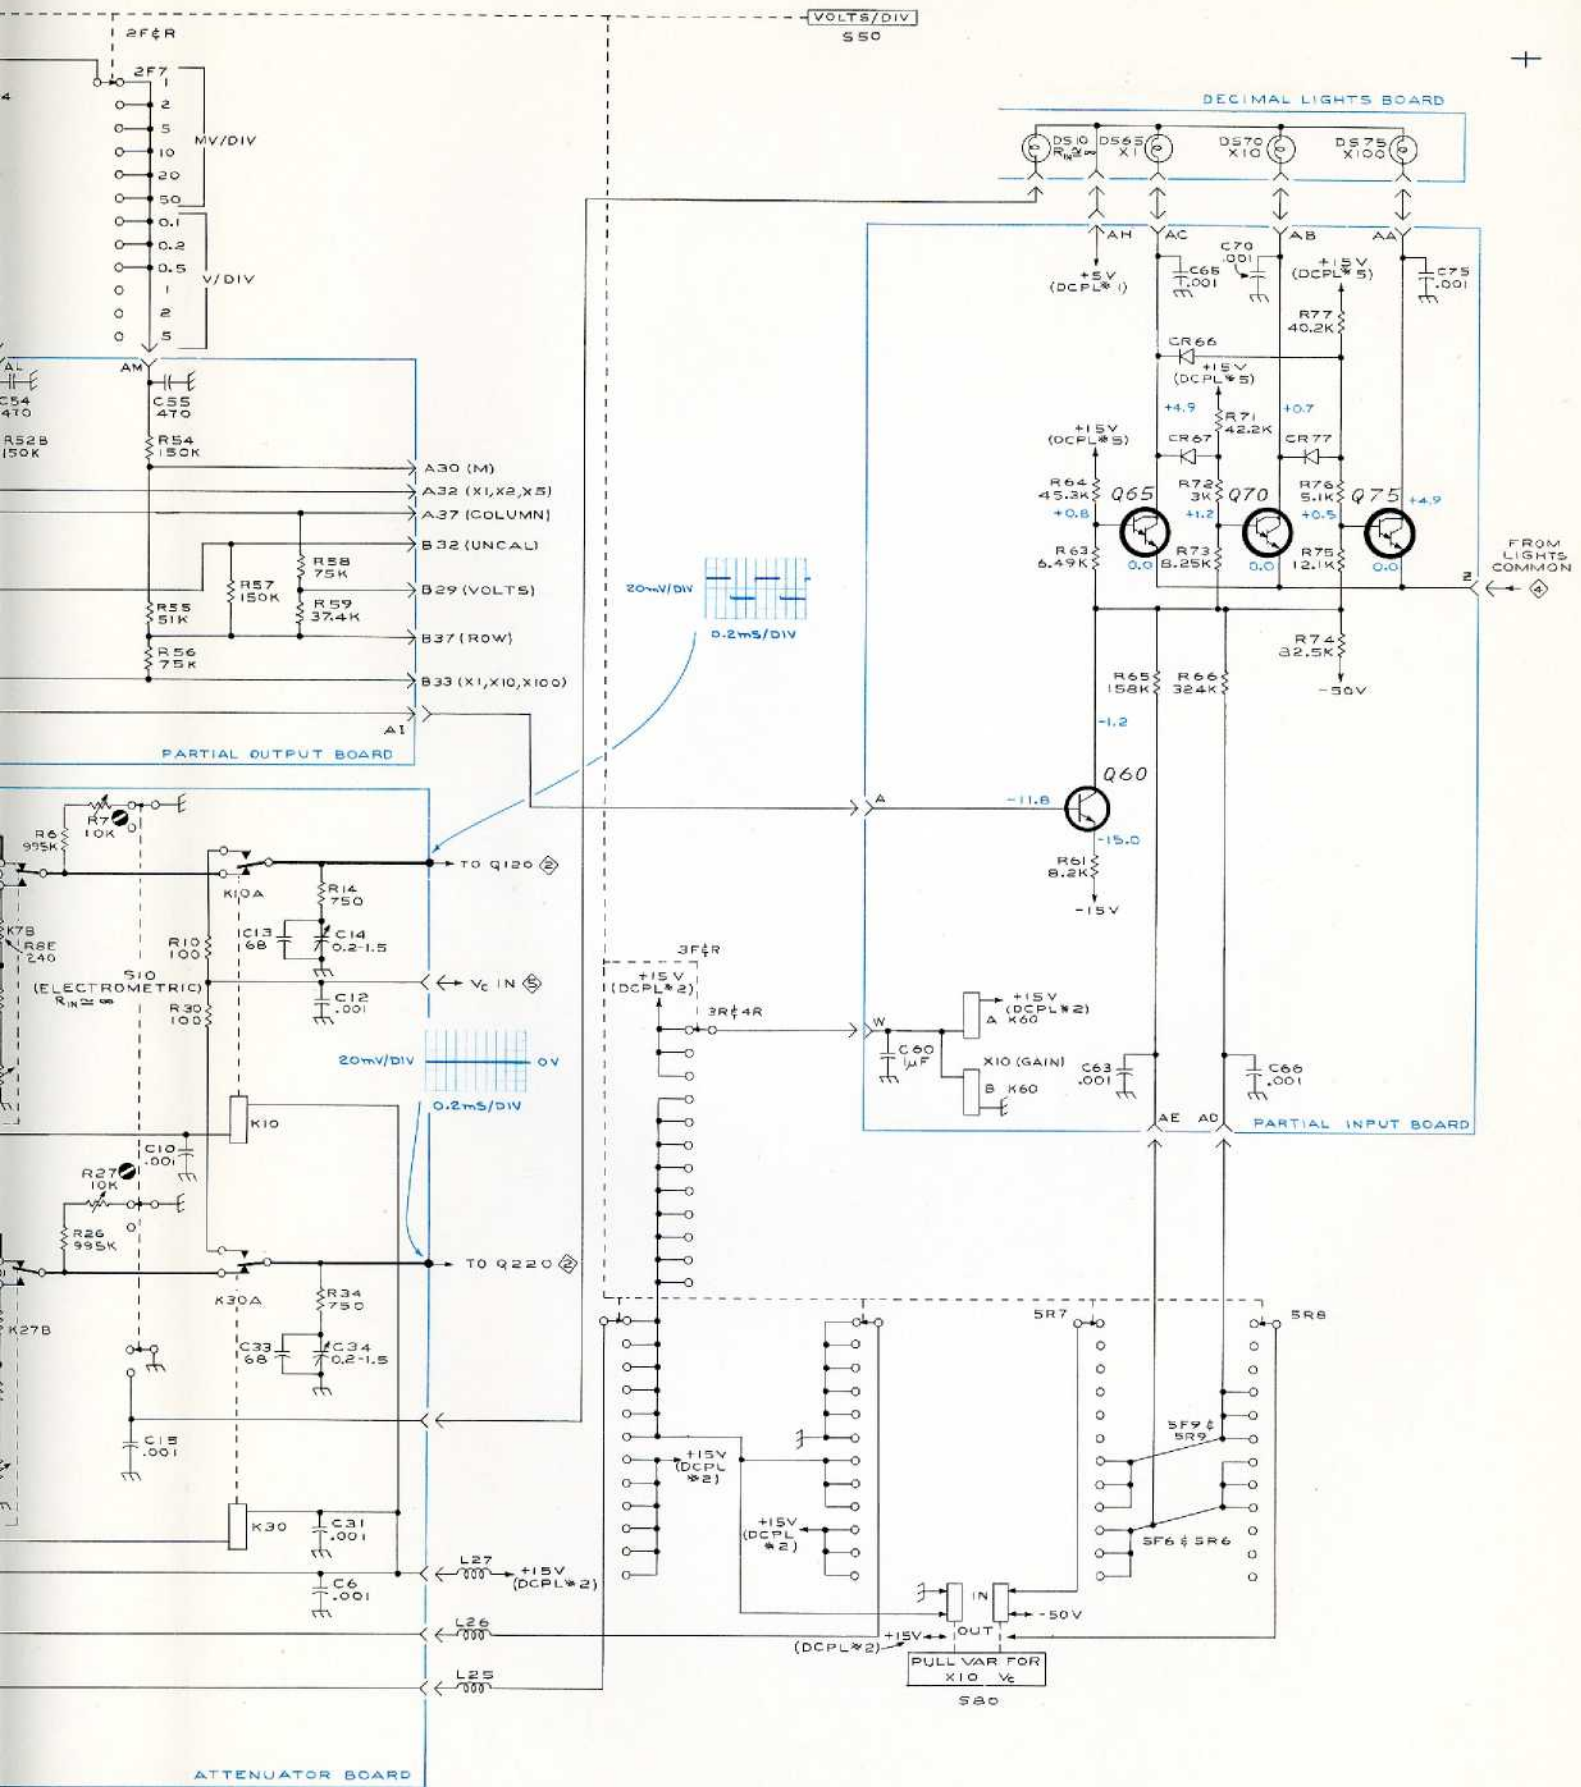 VOLTS/DIV
S50
2F&R
2F7
1
2
5
10
20
50
MV/DIV
0.1
0.2
0.5
1
2
5
V/DIV
4
DECIMAL LIGHTS BOARD
DS10
RIN≃∞
DS65
X1
DS70
X10
DS75
X100
AH
AC
AB
AA
+5V
(DCPL#1)
C65
.001
C70
.001
+15V
(DCPL#5)
C75
.001
R77
40.2K
CR66
+15V
(DCPL#5)
+4.9
R71
42.2K
+0.7
+15V
(DCPL#5)
CR67
CR77
R64
45.3K
Q65
R72
3K
Q70
R76
5.1K
Q75
+4.9
+0.8
+1.2
+0.5
R63
6.49K
0.0
R73
8.25K
0.0
R75
12.1K
0.0
FROM
LIGHTS
COMMON
4
Z
R74
82.5K
-50V
R65
158K
R66
324K
-1.2
Q60
A
-11.8
-15.0
R61
8.2K
-15V
AL
C54
470
R52B
150K
AM
C55
470
R54
150K
A30 (M)
A32 (X1,X2,X5)
A37 (COLUMN)
B32 (UNCAL)
R58
75K
R57
150K
B29 (VOLTS)
R59
37.4K
R55
51K
B37 (ROW)
R56
75K
B33 (X1,X10,X100)
AI
PARTIAL OUTPUT BOARD
20mV/DIV
0.2mS/DIV
R7
10K
R6
995K
K10A
TO Q120 2
R14
750
K7B
R8E
240
C13
68
C14
0.2-1.5
R10
100
S10
(ELECTROMETRIC)
RIN≃∞
Vc IN 5
R30
100
C12
.001
20mV/DIV
0V
0.2mS/DIV
K10
C10
.001
R27
10K
R26
995K
TO Q220 2
K30A
R34
750
K27B
C33
68
C34
0.2-1.5
C15
.001
K30
C31
.001
C6
.001
L27
+15V
(DCPL#2)
L26
L25
ATTENUATOR BOARD
3F&R
+15V
(DCPL#2)
3R&4R
W
+15V
(DCPL#2)
A K60
C60
1µF
X10 (GAIN)
B K60
C63
.001
C66
.001
AE
AD
PARTIAL INPUT BOARD
5R7
5R8
5F9&
5R9
+15V
(DCPL
#2)
+15V
(DCPL
#2)
5F6&5R6
IN
-50V
OUT
+15V
(DCPL#2)
PULL VAR FOR
X10 Vc
S80